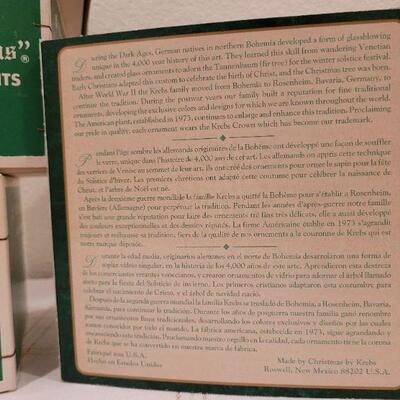 as"
NTS
During the Dark Ages, German natives in northern Bohemia developed a form of glassblowing
unique in the 4,000 year history of this art. They learned this skill from wandering Venetian
traders, and created glass ornaments to adorn the Tannenbaum (fir tree) for the winter solstice festival.
Early Christians adapted this custom to celebrate the birth of Christ, and the Christmas tree was born.
After World War II the Krebs family moved from Bohemia to Rosenheim, Bavaria, Germany, to
continue the tradition. During the postwar years our family built a reputation for fine traditional
ornaments, developing the exclusive colors and designs for which we are known throughout the world.
The American plant, established in 1973, continues to enlarge and enhance this tradition. Proclaiming
our pride in quality, each ornament wears the Krebs Crown which has become our trademark.
Pendant l'âge sombre les allemands originaires de la Bohême ont développé une façon de souffler
le verre, unique dans l'histoire de 4,000 ans de cet art. Les allemands on appris cette technique
des verriers de Venise au sommet de leur art. Ils ont créé des ornements pour orner le sapin pour la fête
du Solstice d'hiver. Les premiers chrétiens ont adapté cette coutume pour célébrer la naissance de
Christ, et l'arbre de Noël est né.
Après la deuxième guerre mondiale la famille Krebs a quitté la Bohême pour s'établir a Rosenheim,
en Bavière (Allemagne) pour continuer la tradition. Perdant les années d'après-guerre notre famille
s'est bati une grande réputation pour faire des ornements très délicats, elle a aussi développé
des couleurs exceptionelles et des dessins réputés. La firme Américaine établie en 1973 s'agrandit
toujours et rehausse sa tradition, fiers de la qualité de nos ornements à la couronne de Krebs qui est
notre marque deposée.
Durante la edad media, originarios alemanes en el norte de Bohemia desarrollaron una forma de
soplar vidrio singular, en la historia de los 4,000 años de este arte. Aprendieron esta destreza
de los comerciantes errantes venecianos, y crearon ornamentos de vidrio para adornar el árbol llamado
abeto para la fiesta del Solsticio de invierno. Los primeros cristianos adaptaron esta costumbre para
celebrar el nacimiento de Cristo, y el árbol de navidad nació.
Después de la segunda guerra mundial la familia Krebs se trasladó de Bohemia, a Rosenheim, Bavaria,
Alemania, para continuar la tradición. Durante los años de posguerra nuestra familia ganó renombre
por sus ornamentos finos tradicionales, desarrollando los colores exclusivos y diseños por las cuales
somos conocidos por todo el mundo. La fábrica americana, establecida en 1973, sigue agrandando y
encareciendo esta tradición. Proclamando nuestro orgullo en la calidad, cada ornamento tiene la corona
de Krebs que se ha convertido en nuestra marca de fábrica.
Fabriqué aux U.S.A.
Hecho en Estados Unidos
Made by Christmas by Krebs
Roswell, New Mexico 88202 U.S.A.